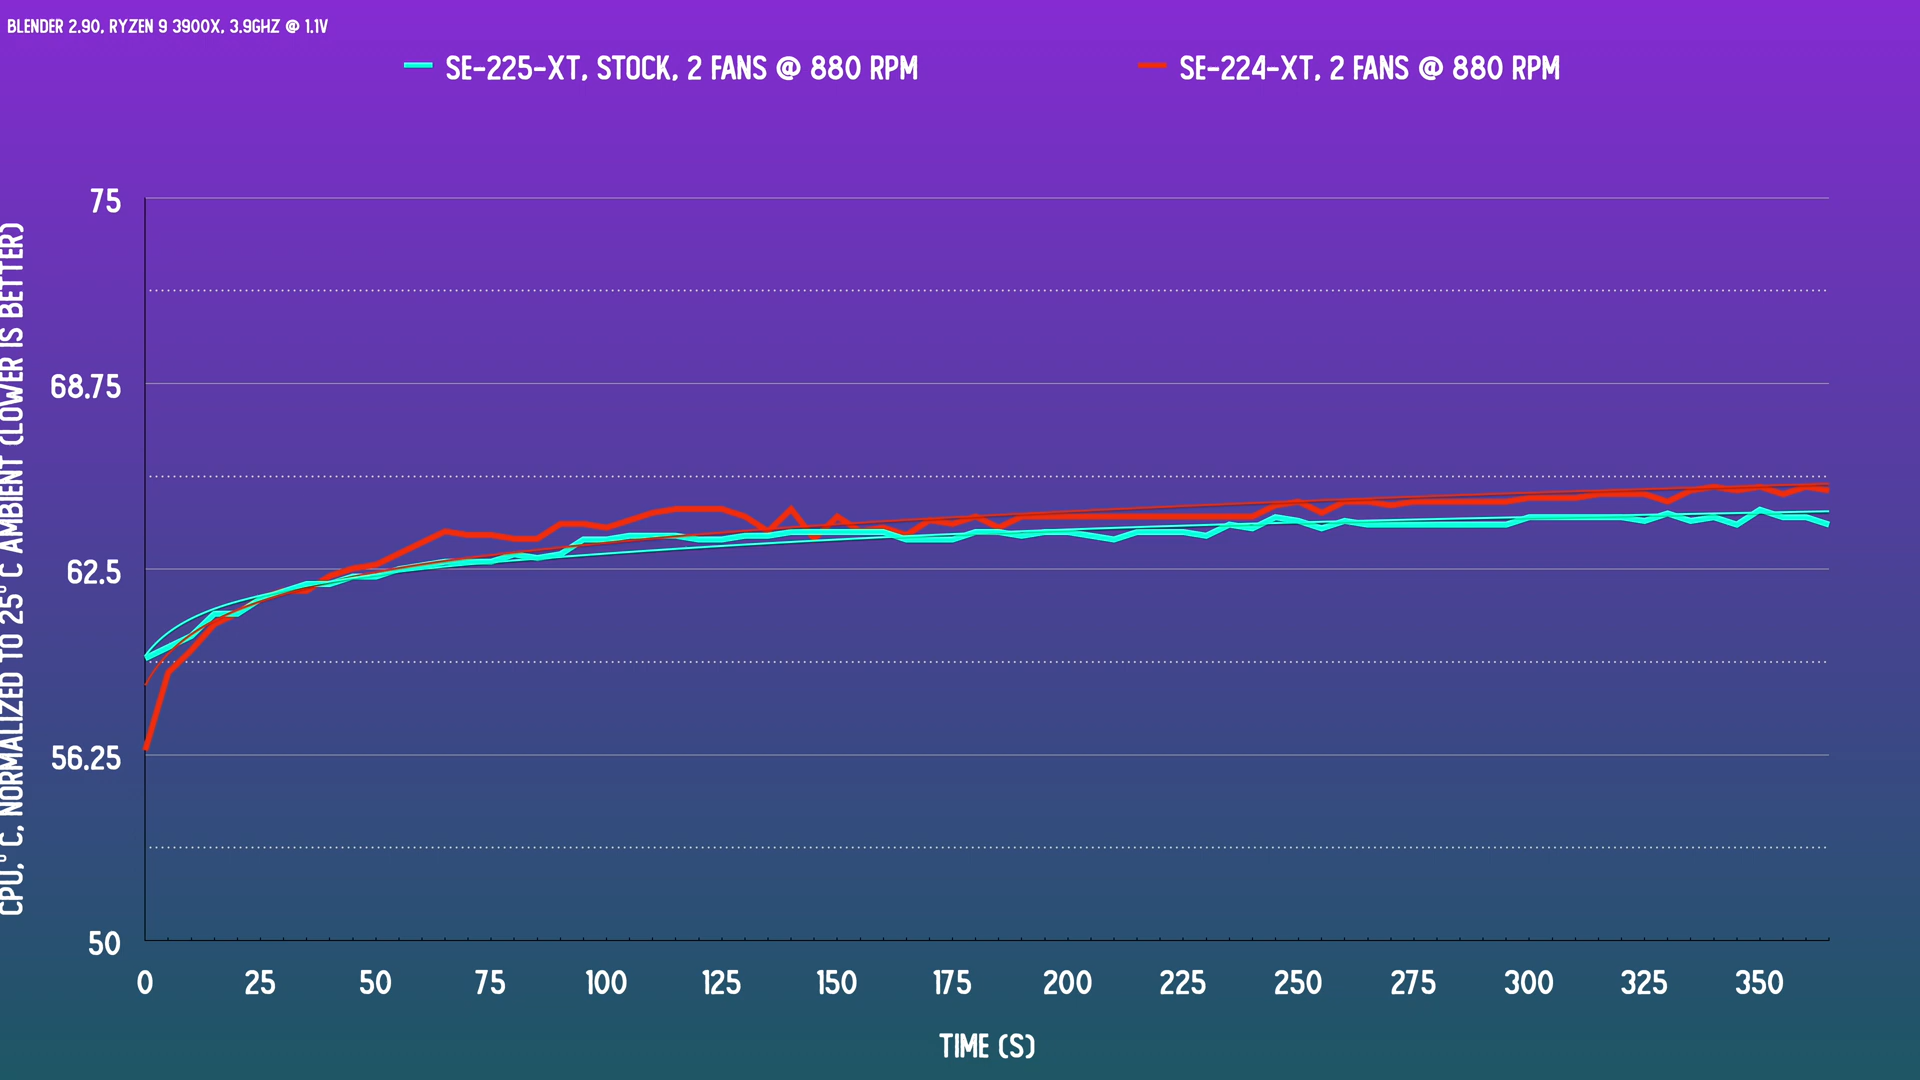 BLENDER 2.90, RYZEN 9 3900X, 3.9GHZ @ 1.1V
SE-225-XT, STOCK, 2 FANS @ 880 RPM
SE-224-XT, 2 FANS @ 880 RPM
CPU,° C, NORMALIZED TO 25° C AMBIENT (LOWER IS BETTER)
75
68.75
62.5
56.25
50
0 25 50 75 100 125 150 175 200 225 250 275 300 325 350
TIME (S)